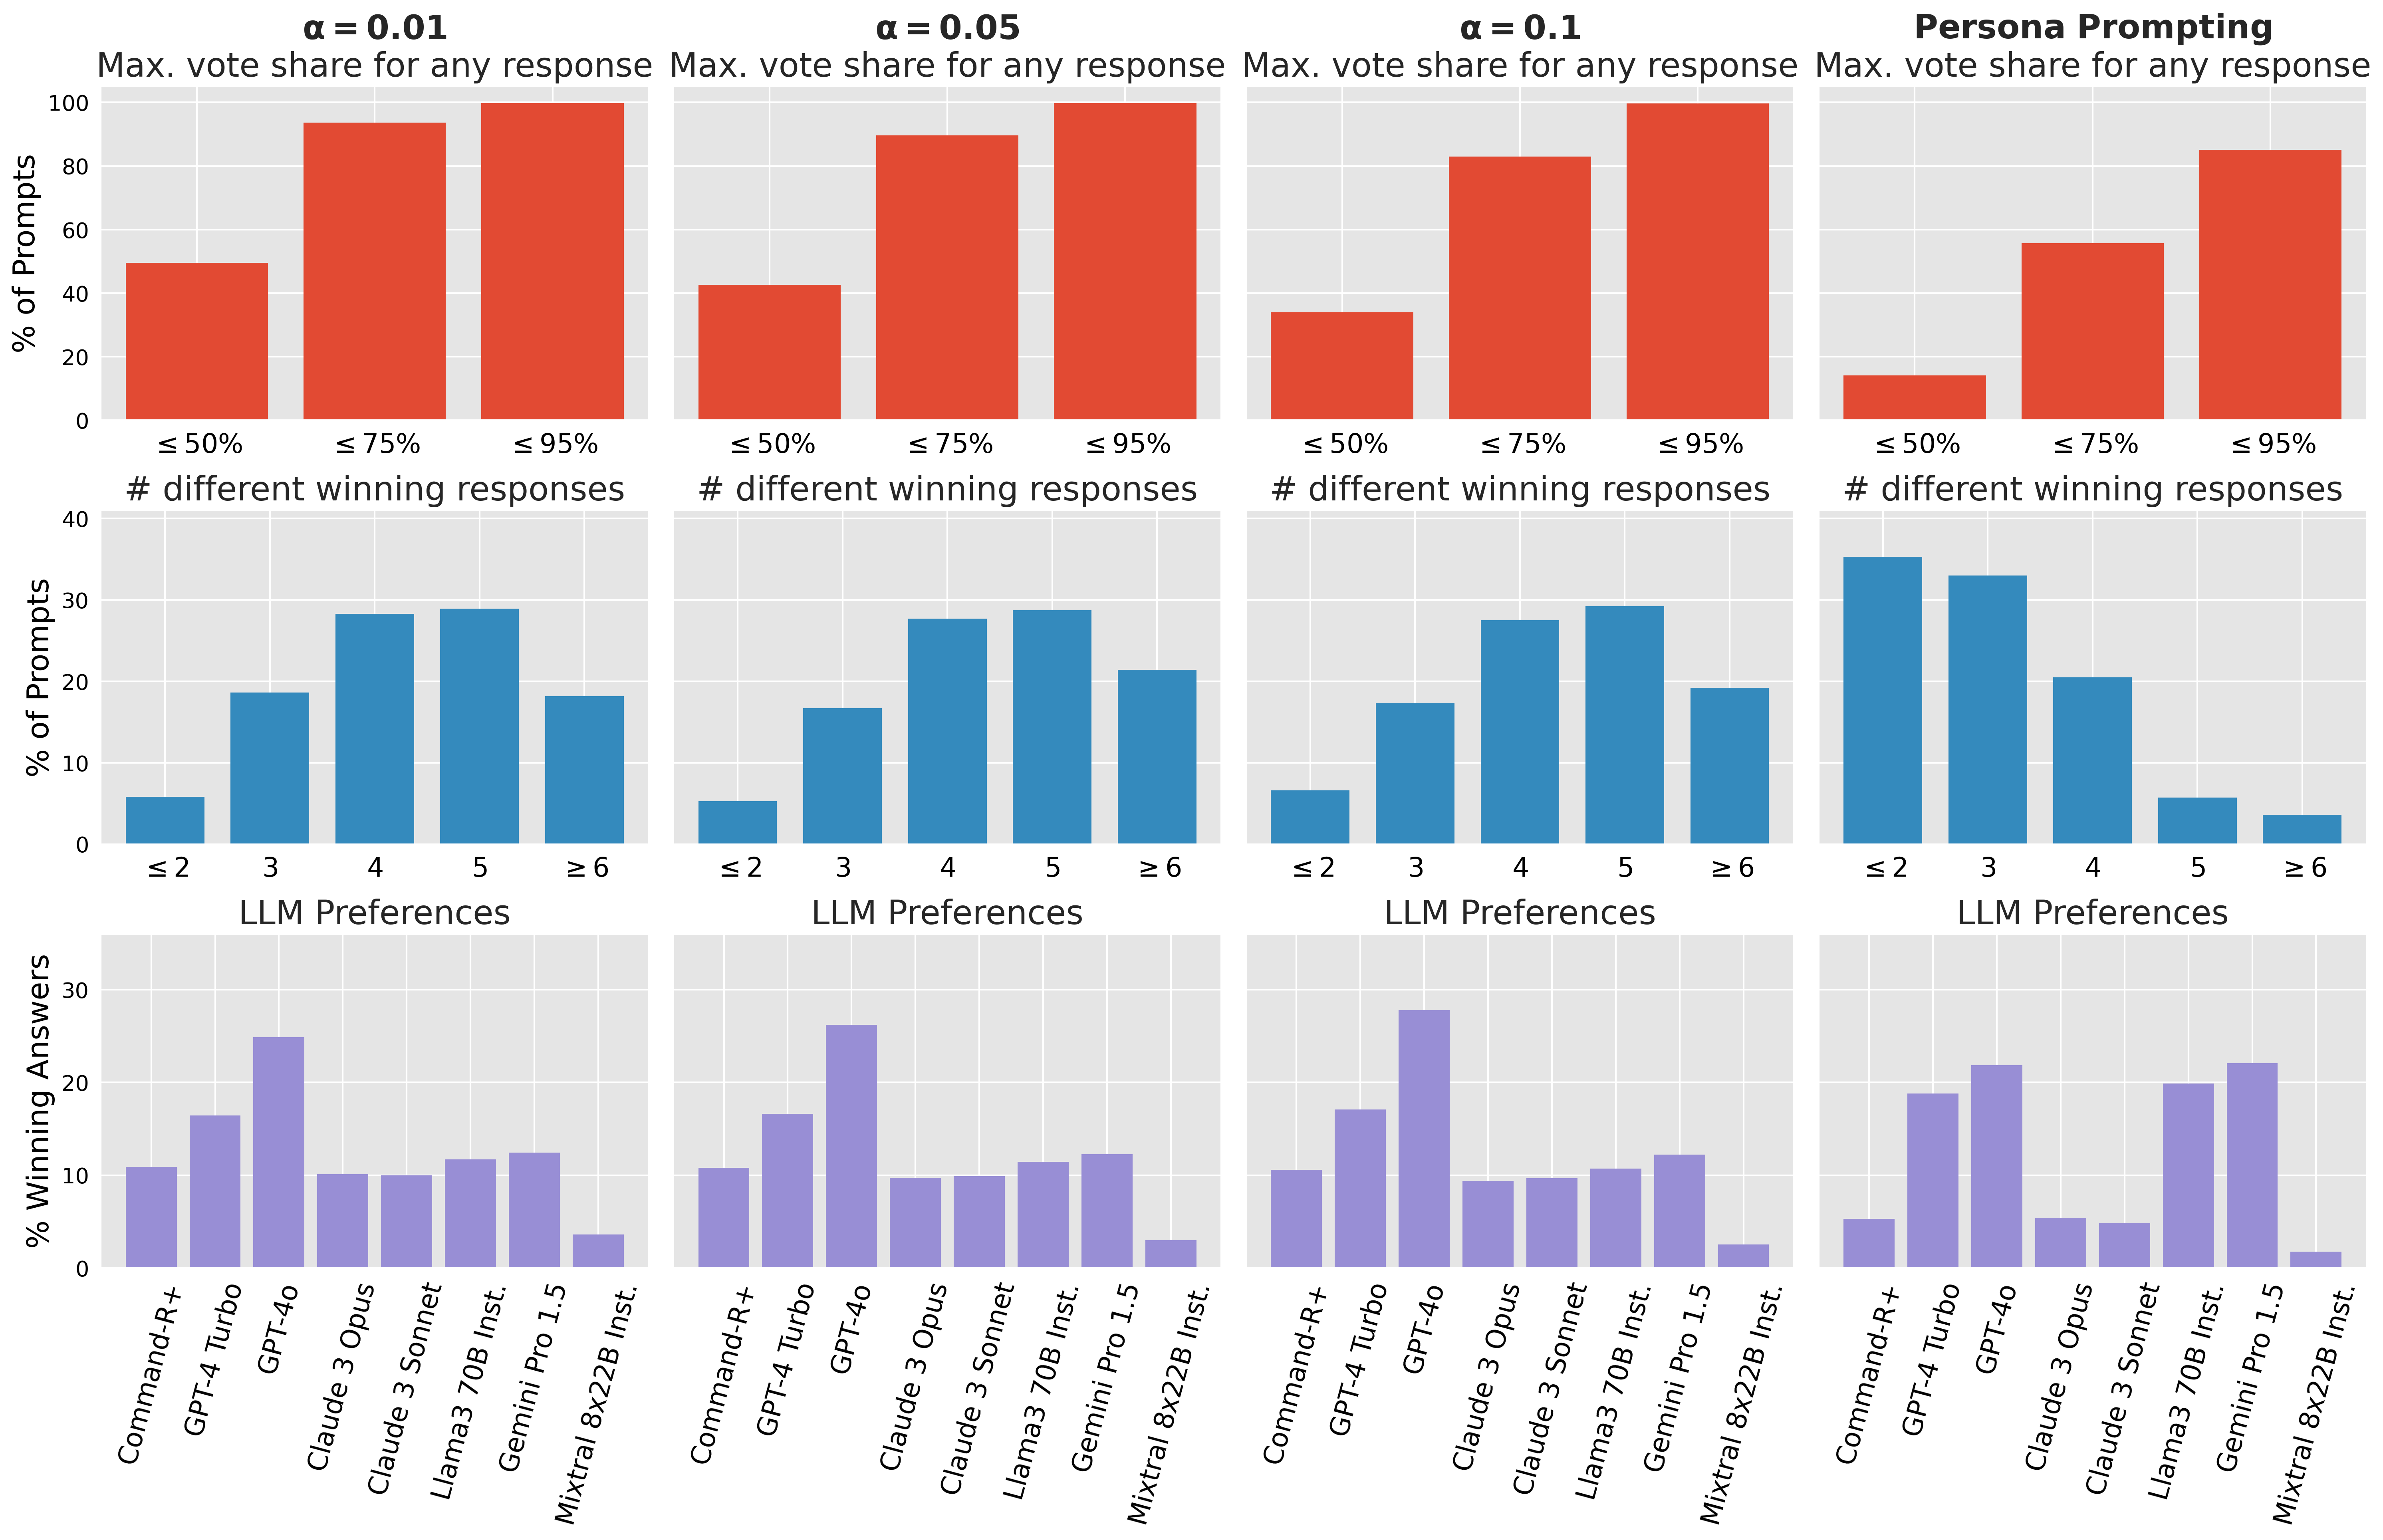 α = 0.01
Max. vote share for any response
α = 0.05
Max. vote share for any response
α = 0.1
Max. vote share for any response
Persona Prompting
Max. vote share for any response
% of Prompts
100
80
60
40
20
0
≤ 50% ≤ 75% ≤ 95%
≤ 50% ≤ 75% ≤ 95%
≤ 50% ≤ 75% ≤ 95%
≤ 50% ≤ 75% ≤ 95%
# different winning responses
# different winning responses
# different winning responses
# different winning responses
% of Prompts
40
30
20
10
0
≤ 2 3 4 5 ≥ 6
≤ 2 3 4 5 ≥ 6
≤ 2 3 4 5 ≥ 6
≤ 2 3 4 5 ≥ 6
LLM Preferences
LLM Preferences
LLM Preferences
LLM Preferences
% Winning Answers
30
20
10
0
Command-R+
GPT-4 Turbo
GPT-4o
Claude 3 Opus
Claude 3 Sonnet
Llama3 70B Inst.
Gemini Pro 1.5
Mixtral 8x22B Inst.
Command-R+
GPT-4 Turbo
GPT-4o
Claude 3 Opus
Claude 3 Sonnet
Llama3 70B Inst.
Gemini Pro 1.5
Mixtral 8x22B Inst.
Command-R+
GPT-4 Turbo
GPT-4o
Claude 3 Opus
Claude 3 Sonnet
Llama3 70B Inst.
Gemini Pro 1.5
Mixtral 8x22B Inst.
Command-R+
GPT-4 Turbo
GPT-4o
Claude 3 Opus
Claude 3 Sonnet
Llama3 70B Inst.
Gemini Pro 1.5
Mixtral 8x22B Inst.